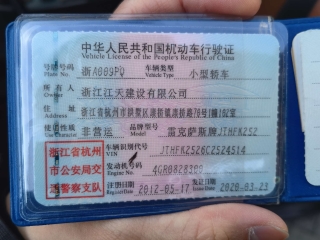 中华人民共和国机动车行驶证
Vehicle License of the People's Republic of China
号牌号码 浙A009PQ 车辆类型 小型轿车
Plate No. Vehicle Type
所有人 浙江江天建设有限公司
Owner
住址
Address
使用性质 非营运 品牌型号 雷克萨斯牌JTHFK252
Use Character Model
浙江省杭州市公安局交通警察支队
车辆识别代号
VIN
发动机号码
Engine No.
注册日期 2012-05-17 发证日期 2020-03-23
Register Date Issue Date